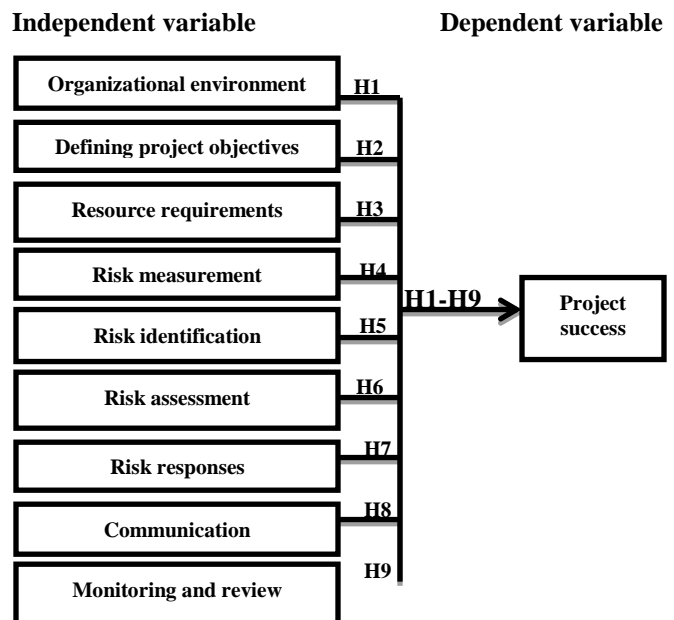 Independent variable
Dependent variable
Organizational environment
H1
Defining project objectives
H2
Resource requirements
H3
Risk measurement
H4
H1-H9
Project
success
Risk identification
H5
Risk assessment
H6
Risk responses
H7
Communication
H8
Monitoring and review
H9